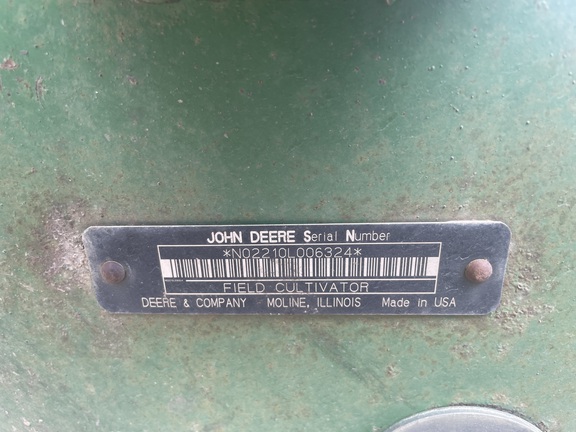 JOHN DEERE Serial Number
*N02210L006324*
FIELD CULTIVATOR
DEERE & COMPANY MOLINE, ILLINOIS Made in USA